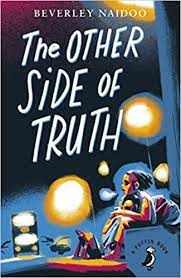 BEVERLEY NAIDOO
The OTHER
SiDE OF
TRUTH
A PUFFIN BOOK